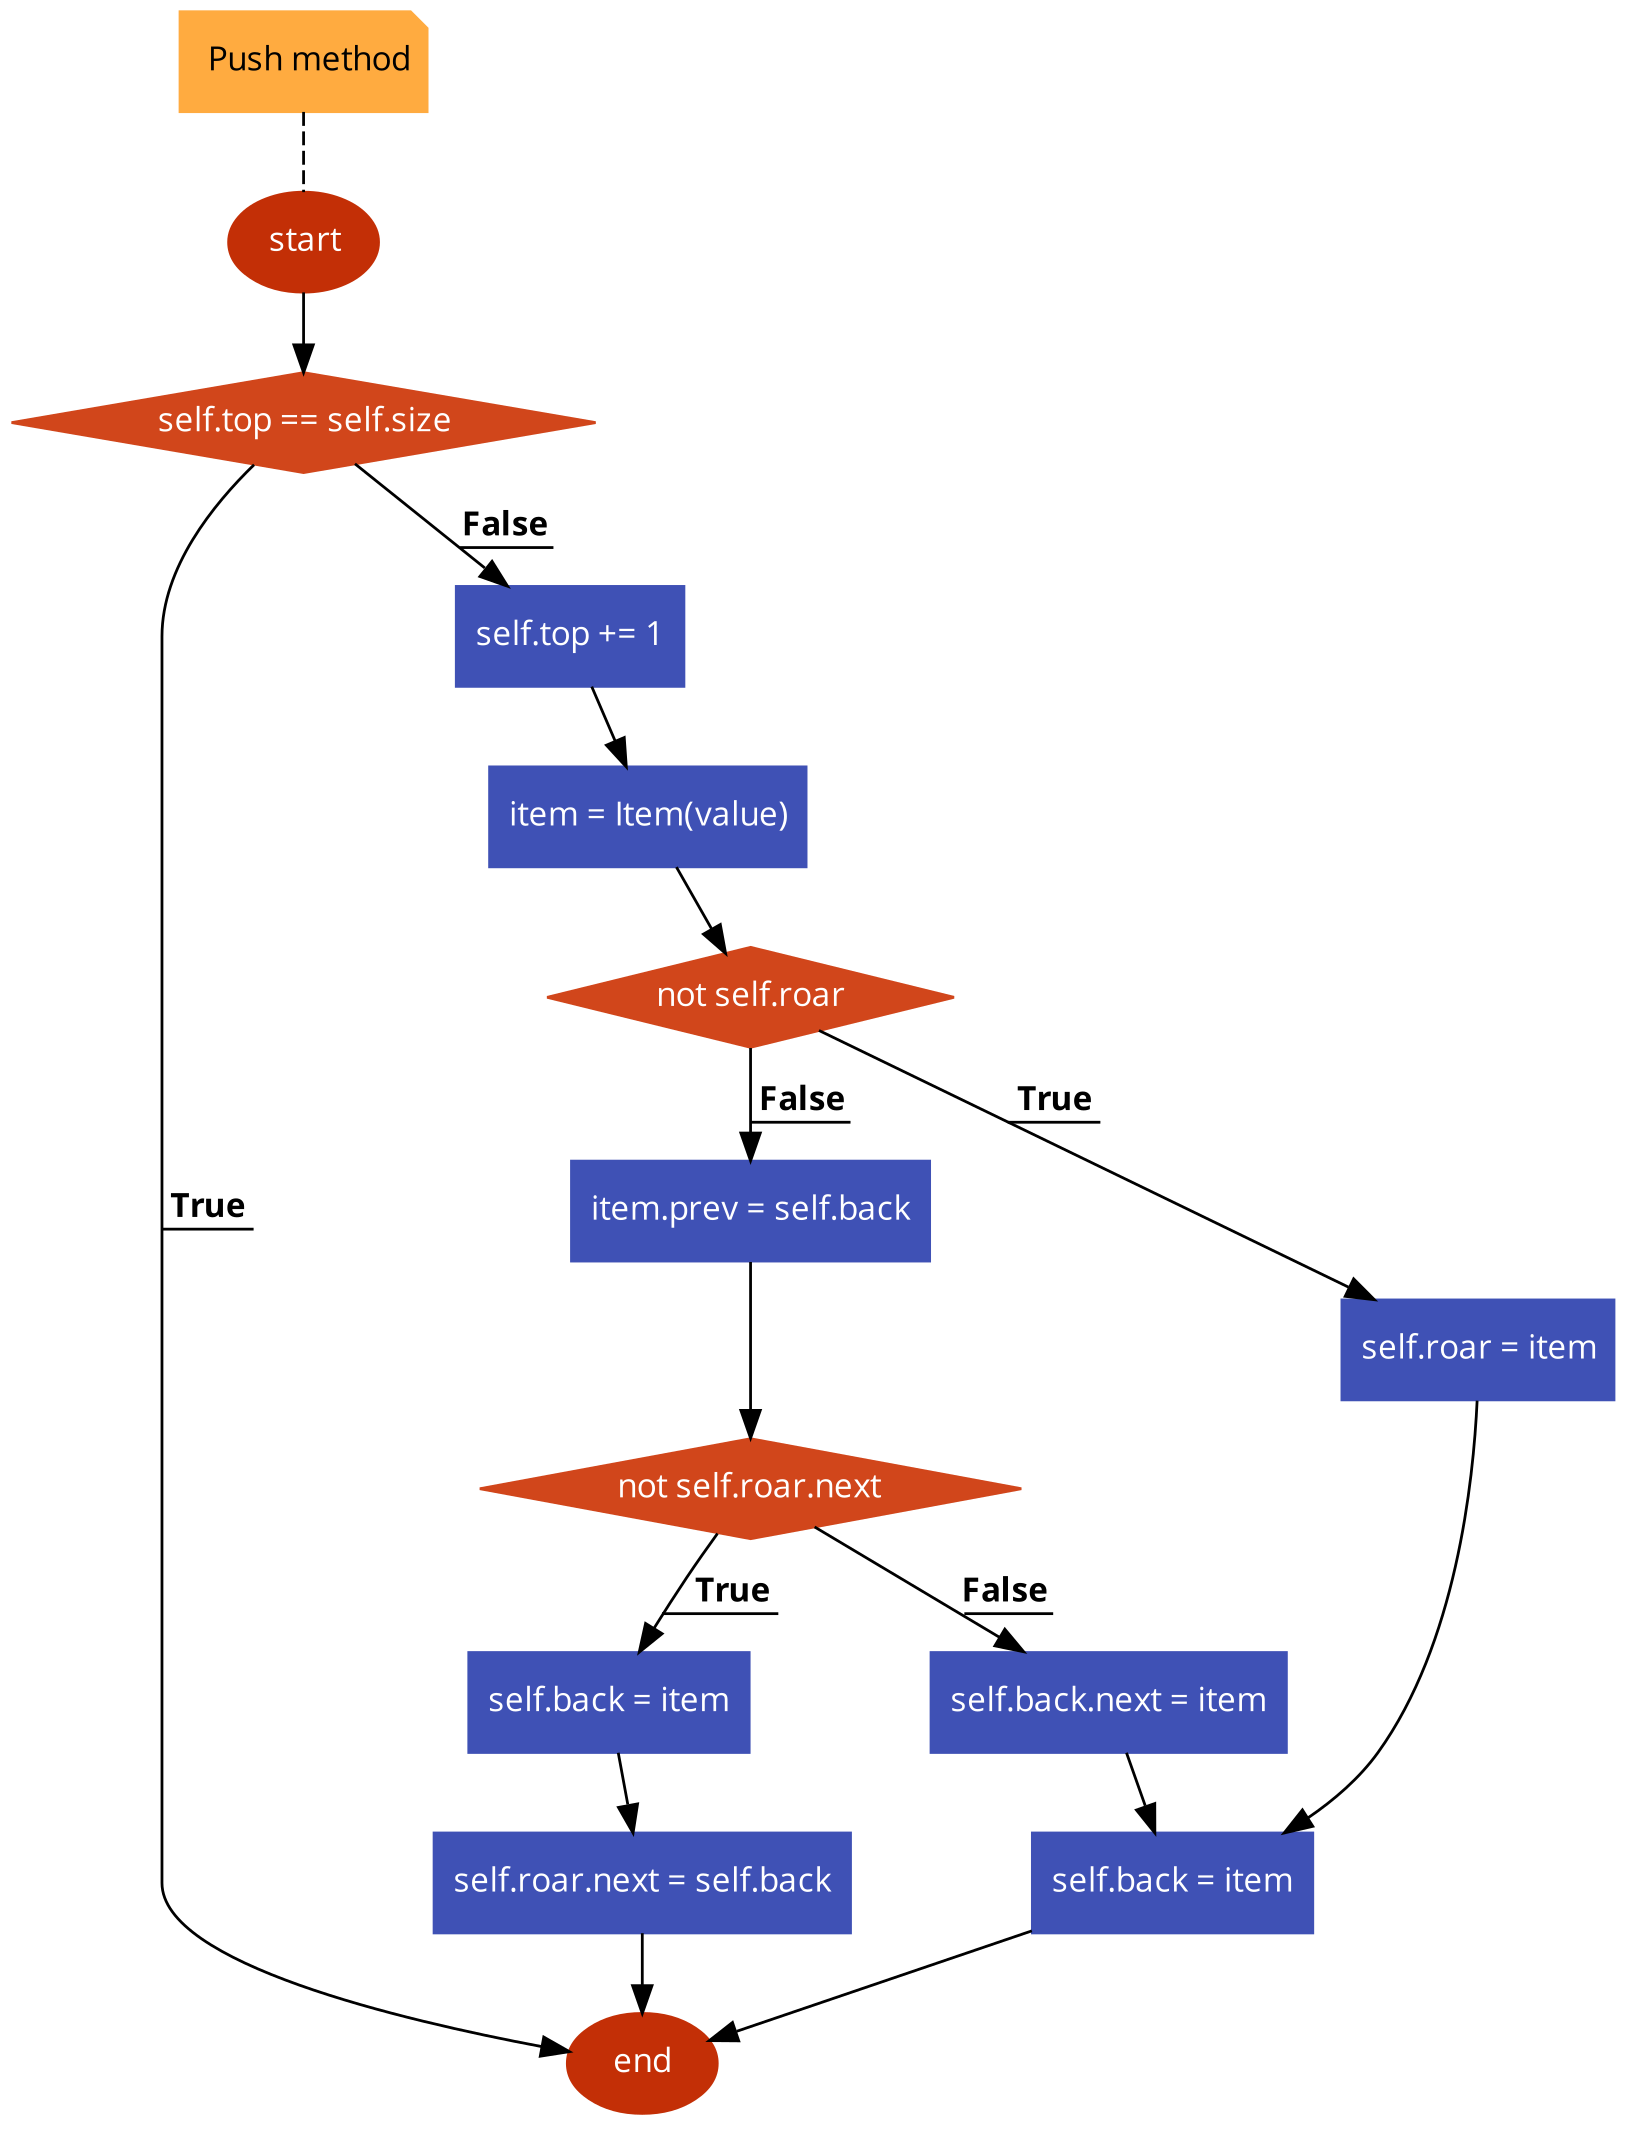 Push method
start
self.top == self.size
False
self.top += 1
item = Item(value)
not self.roar
False
True
item.prev = self.back
True
self.roar = item
not self.roar.next
True
False
self.back = item
self.back.next = item
self.roar.next = self.back
self.back = item
end